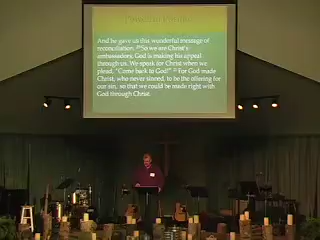 And he gave us this wonderful message of
reconciliation. 20 So we are Christ's
ambassadors; God is making his appeal
through us. We speak for Christ when we
plead, "Come back to God!" 21 For God made
Christ, who never sinned, to be the offering for
our sin, so that we could be made right with
God through Christ.